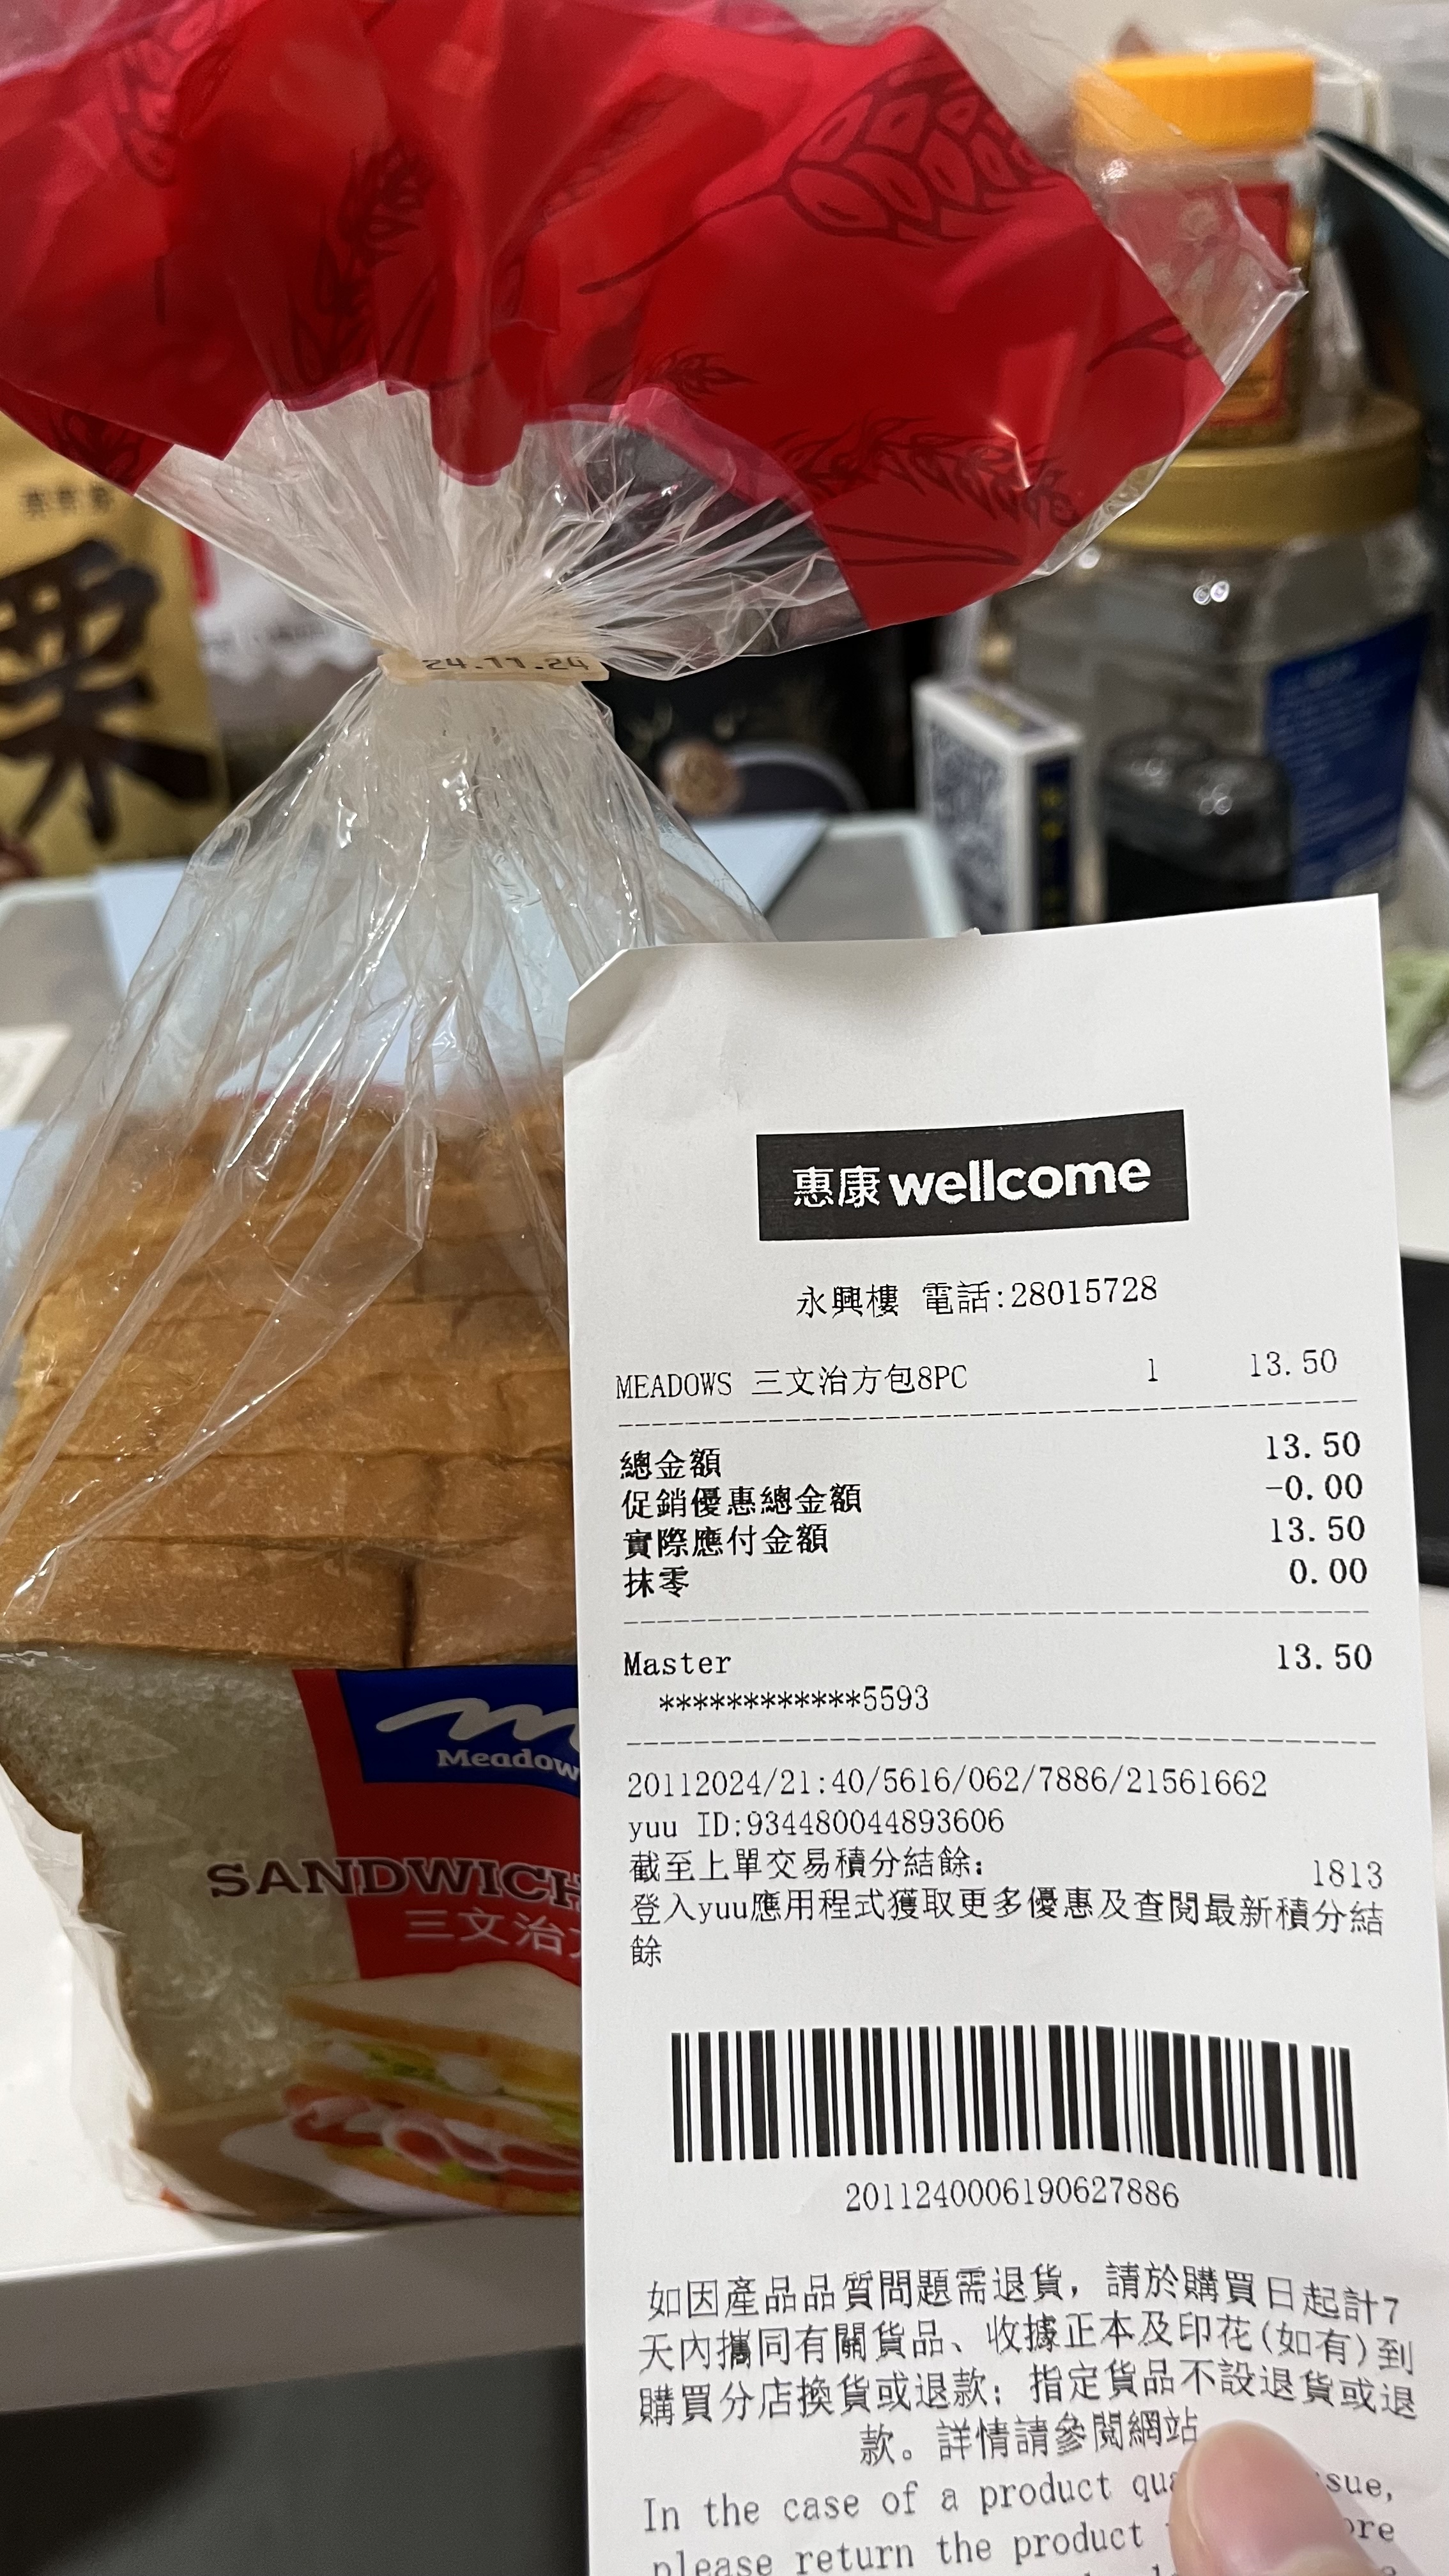 栗
24.11.24
惠康 wellcome
永興樓 電話:28015728
MEADOWS 三文治方包8PC 1 13.50
總金額 13.50
促銷優惠總金額 -0.00
實際應付金額 13.50
抹零 0.00
Master 13.50
************5593
20112024/21:40/5616/062/7886/21561662
yuu ID:934480044893606
截至上單交易積分結餘: 1813
登入yuu應用程式獲取更多優惠及查閱最新積分結
餘
2011240006190627886
如因產品品質問題需退貨，請於購買日起計7
天內攜同有關貨品、收據正本及印花(如有)到
購買分店換貨或退款；指定貨品不設退貨或退
款。詳情請參閱網站
In the case of a product
please return the product
Meadow
SANDWICH
三文治